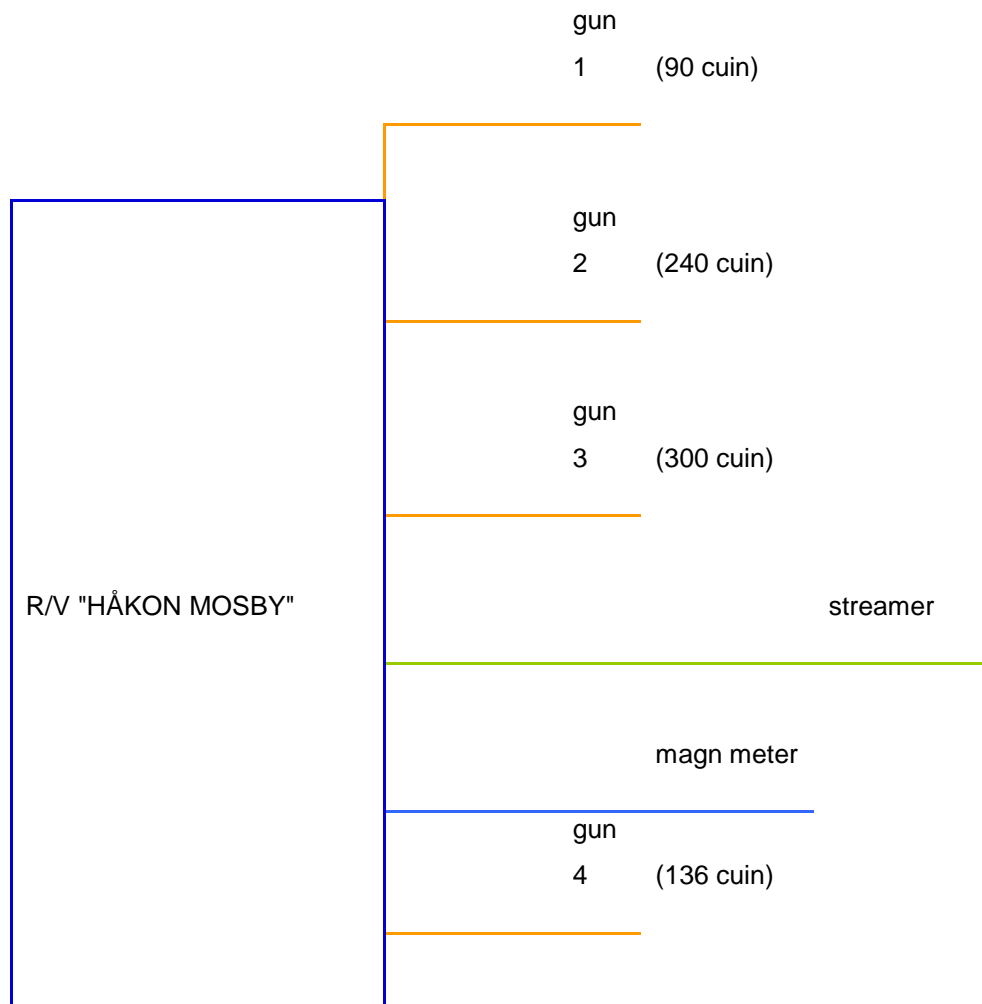 gun
1 (90 cuin)
gun
2 (240 cuin)
gun
3 (300 cuin)
R/V "HÅKON MOSBY" streamer
magn meter
gun
4 (136 cuin)